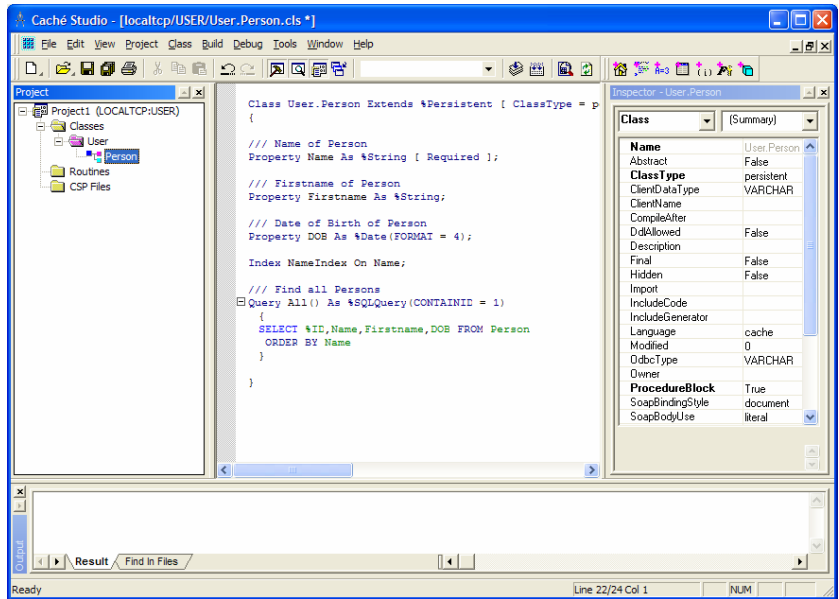 Caché Studio - [localtcp/USER/User.Person.cls *]
File Edit View Project Class Build Debug Tools Window Help
Project
Project1 (LOCALTCP:USER)
Classes
User
Person
Routines
CSP Files
Class User.Person Extends %Persistent [ ClassType = p
{
/// Name of Person
Property Name As %String [ Required ];
/// Firstname of Person
Property Firstname As %String;
/// Date of Birth of Person
Property DOB As %Date(FORMAT = 4);
Index NameIndex On Name;
/// Find all Persons
Query All() As %SQLQuery(CONTAINID = 1)
{
SELECT %ID,Name,Firstname,DOB FROM Person
ORDER BY Name
}
}
Inspector - User.Person
Class (Summary)
Name User.Person
Abstract False
ClassType persistent
ClientDataType VARCHAR
ClientName
CompileAfter
DdlAllowed False
Description
Final False
Hidden False
Import
IncludeCode
IncludeGenerator
Language cache
Modified 0
OdbcType VARCHAR
Owner
ProcedureBlock True
SoapBindingStyle document
SoapBodyUse literal
Output
Result Find In Files
Ready Line 22/24 Col 1 NUM